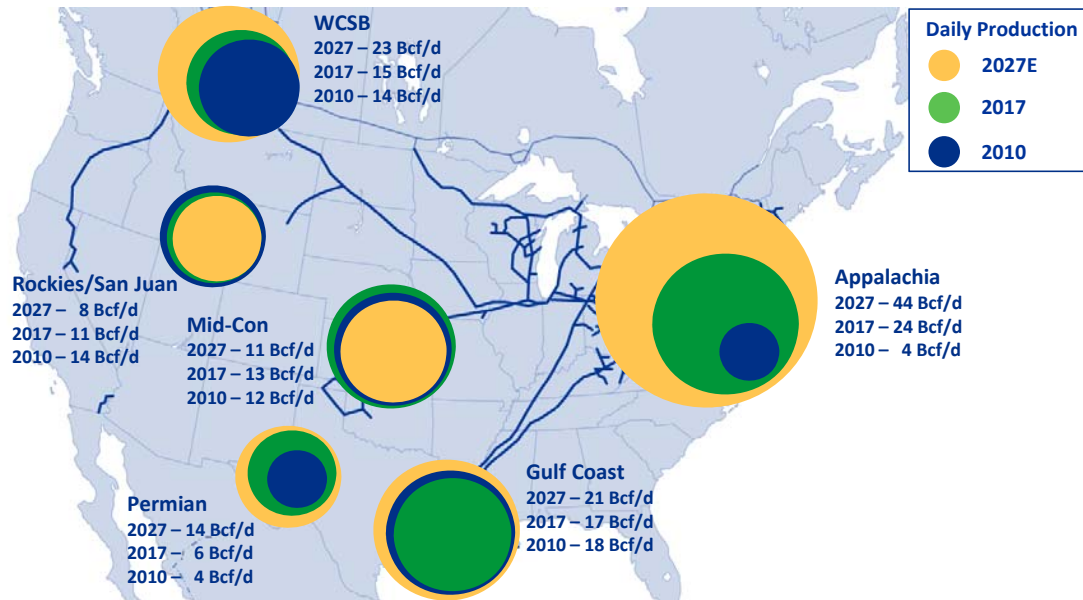 WCSB
2027 – 23 Bcf/d
2017 – 15 Bcf/d
2010 – 14 Bcf/d
Daily Production
2027E
2017
2010
Rockies/San Juan
2027 – 8 Bcf/d
2017 – 11 Bcf/d
2010 – 14 Bcf/d
Mid-Con
2027 – 11 Bcf/d
2017 – 13 Bcf/d
2010 – 12 Bcf/d
Appalachia
2027 – 44 Bcf/d
2017 – 24 Bcf/d
2010 – 4 Bcf/d
Permian
2027 – 14 Bcf/d
2017 – 6 Bcf/d
2010 – 4 Bcf/d
Gulf Coast
2027 – 21 Bcf/d
2017 – 17 Bcf/d
2010 – 18 Bcf/d